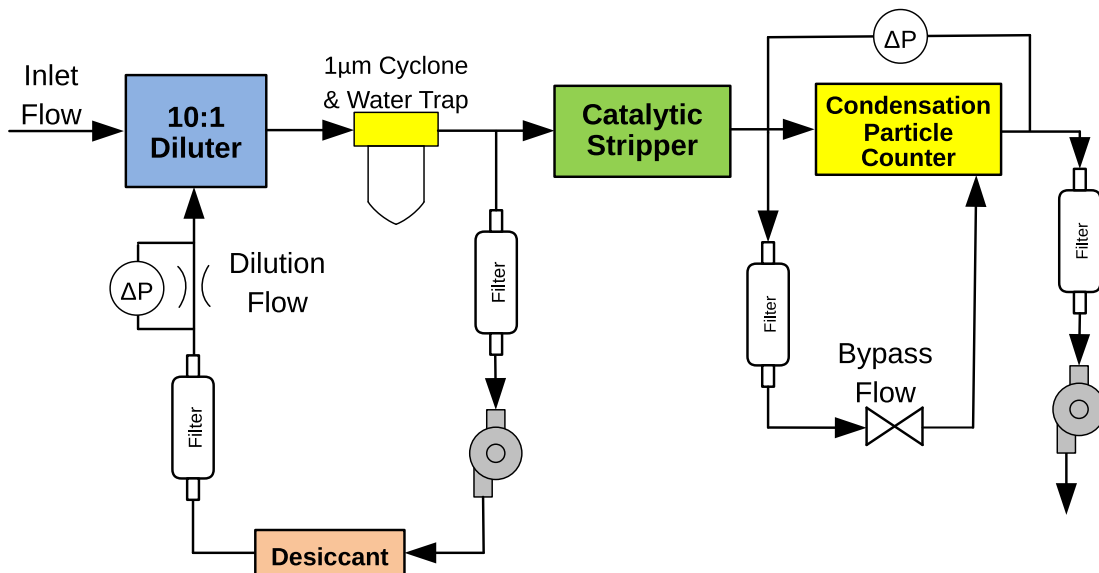 Inlet
Flow
10:1
Diluter
1µm Cyclone
& Water Trap
Catalytic
Stripper
ΔP
Condensation
Particle
Counter
ΔP
Dilution
Flow
Filter
Filter
Filter
Filter
Bypass
Flow
Desiccant